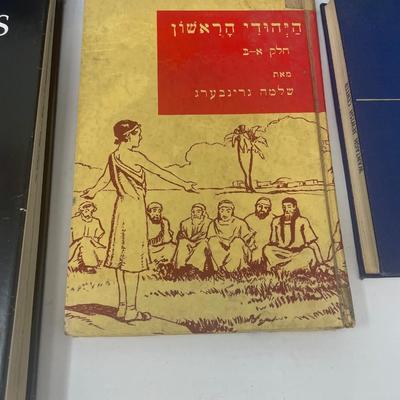 הַיְהוּדִי הָרִאשׁוֹן
חלק א–ב
מאת
שלמה גרינבערג
S